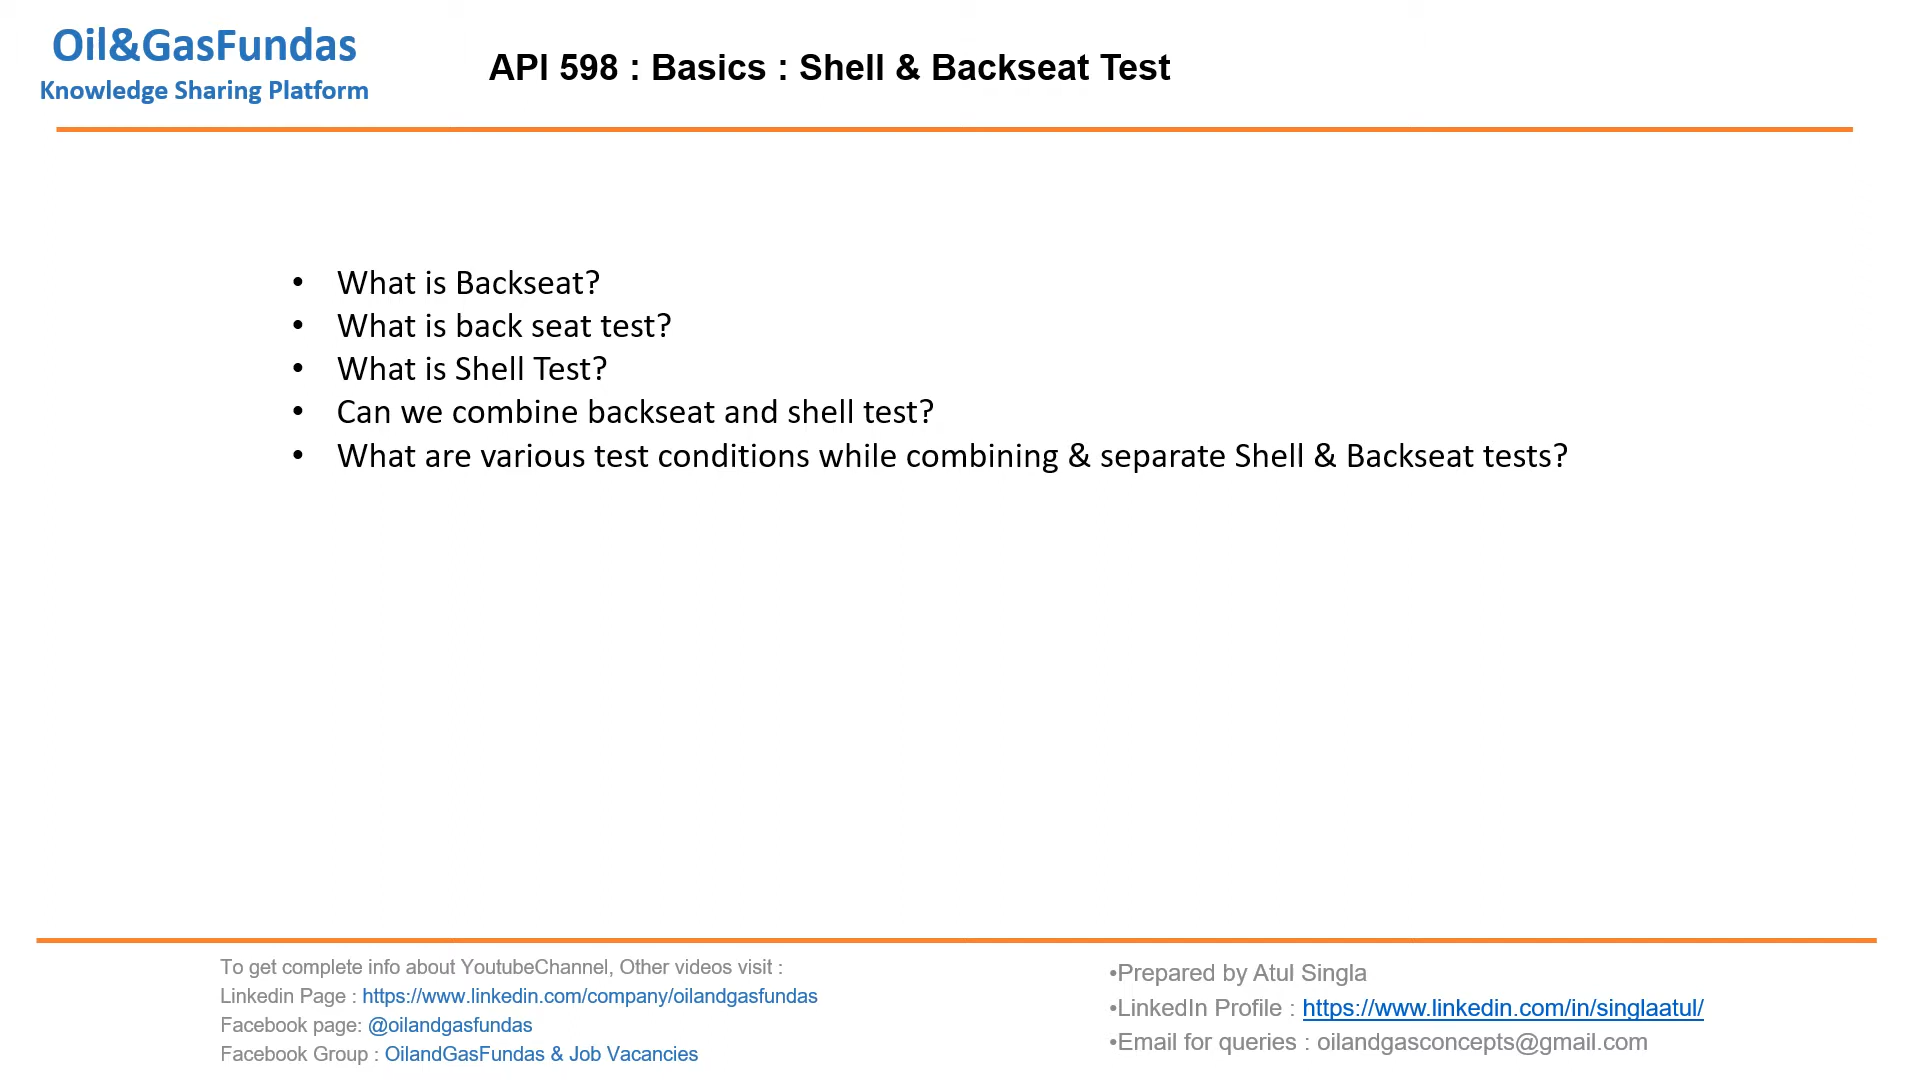 Oil&GasFundas
Knowledge Sharing Platform
API 598 : Basics : Shell & Backseat Test
• What is Backseat?
• What is back seat test?
• What is Shell Test?
• Can we combine backseat and shell test?
• What are various test conditions while combining & separate Shell & Backseat tests?
To get complete info about YoutubeChannel, Other videos visit :
Linkedin Page : https://www.linkedin.com/company/oilandgasfundas
Facebook page: @oilandgasfundas
Facebook Group : OilandGasFundas & Job Vacancies
•Prepared by Atul Singla
•LinkedIn Profile : https://www.linkedin.com/in/singlaatul/
•Email for queries : oilandgasconcepts@gmail.com